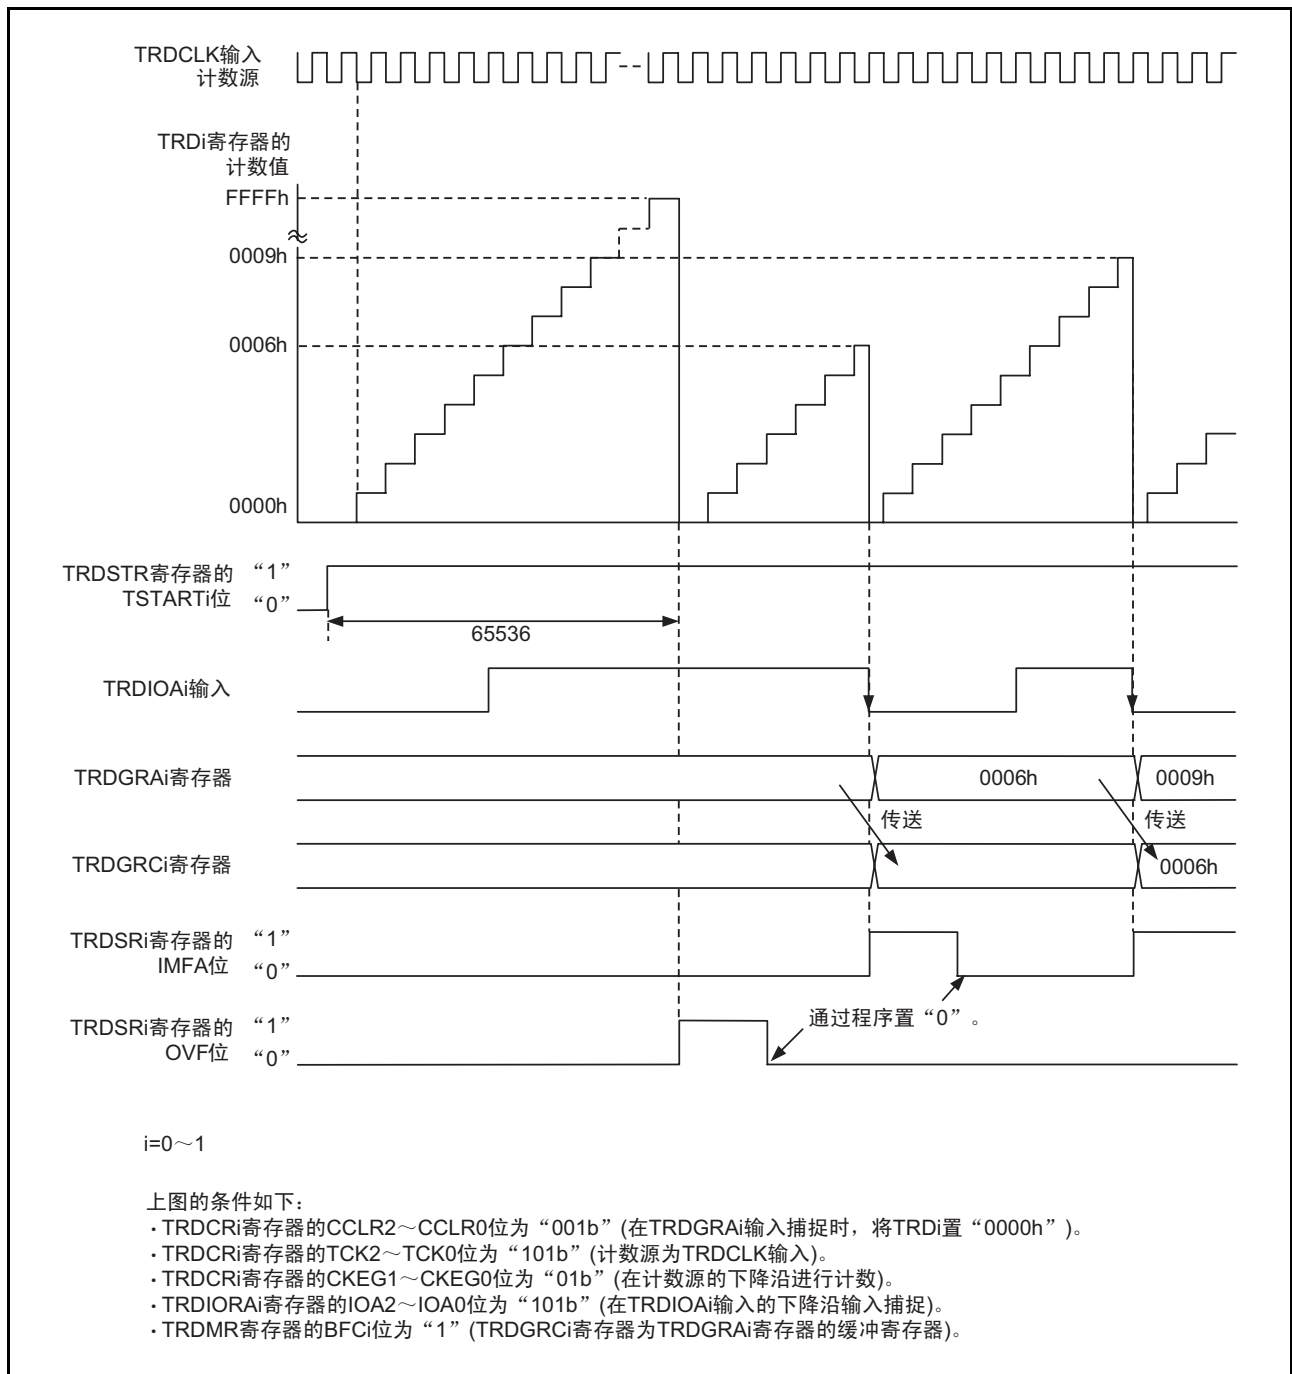 TRDCLK输入
计数源
TRDi寄存器的
计数值
FFFFh
0009h
0006h
0000h
TRDSTR寄存器的 “1”
TSTARTi位 “0”
65536
TRDIOAi输入
TRDGRAi寄存器
0006h
0009h
传送
传送
TRDGRCi寄存器
0006h
TRDSRi寄存器的 “1”
IMFA位 “0”
通过程序置“0”。
TRDSRi寄存器的 “1”
OVF位 “0”
i=0～1
上图的条件如下：
・TRDCRi寄存器的CCLR2～CCLR0位为“001b”(在TRDGRAi输入捕捉时，将TRDi置“0000h”)。
・TRDCRi寄存器的TCK2～TCK0位为“101b”(计数源为TRDCLK输入)。
・TRDCRi寄存器的CKEG1～CKEG0位为“01b”(在计数源的下降沿进行计数)。
・TRDIORAi寄存器的IOA2～IOA0位为“101b”(在TRDIOAi输入的下降沿输入捕捉)。
・TRDMR寄存器的BFCi位为“1”(TRDGRCi寄存器为TRDGRAi寄存器的缓冲寄存器)。